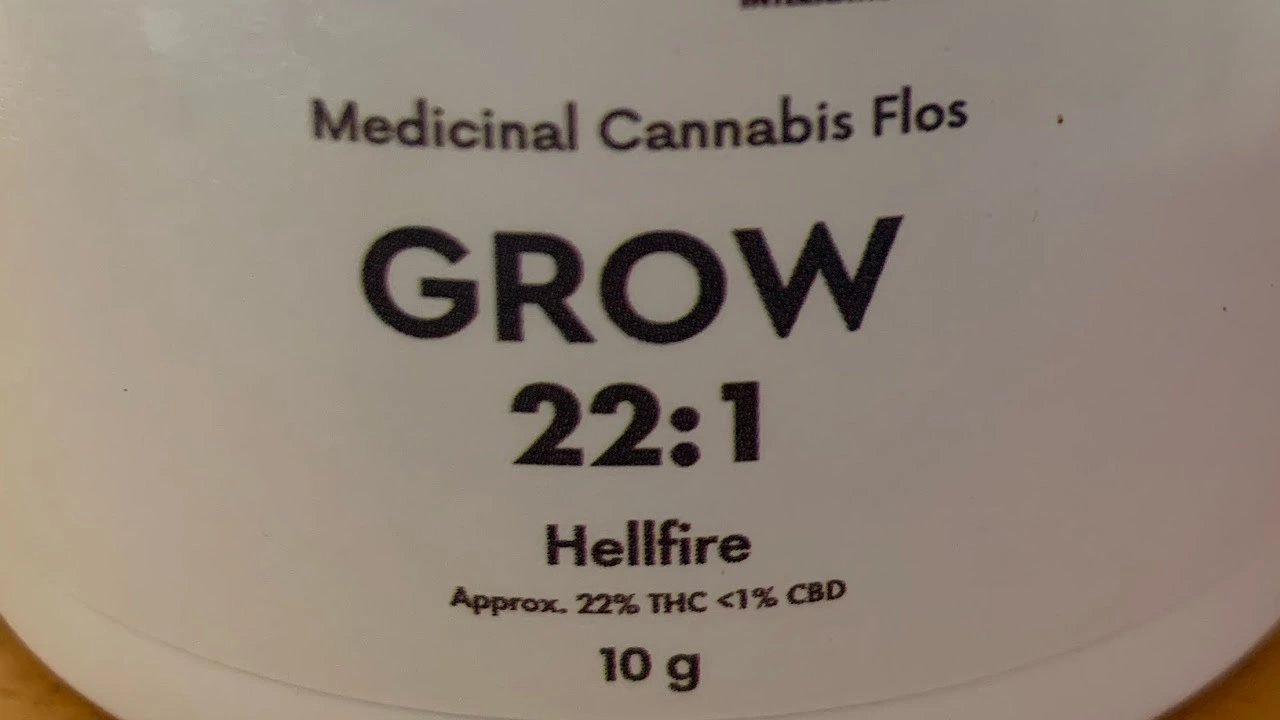 Medicinal Cannabis Flos
GROW
22:1
Hellfire
Approx. 22% THC <1% CBD
10 g